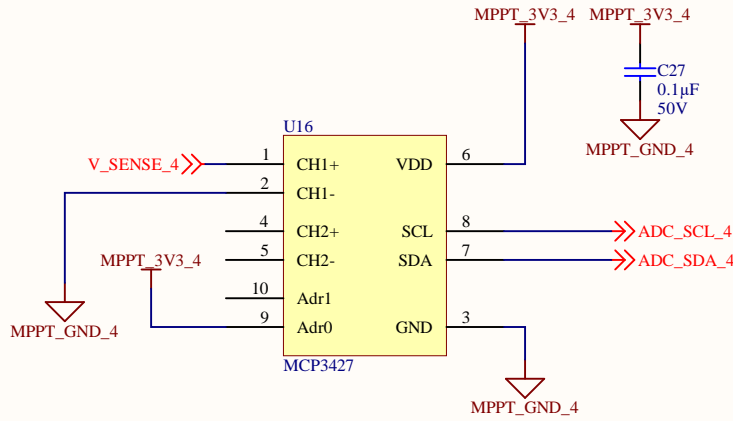 MPPT_3V3_4
MPPT_3V3_4
C27
0.1µF
50V
MPPT_GND_4
U16
V_SENSE_4
1
CH1+
VDD
6
2
CH1-
4
CH2+
SCL
8
ADC_SCL_4
5
CH2-
SDA
7
ADC_SDA_4
MPPT_3V3_4
10
Adr1
9
Adr0
GND
3
MPPT_GND_4
MCP3427
MPPT_GND_4